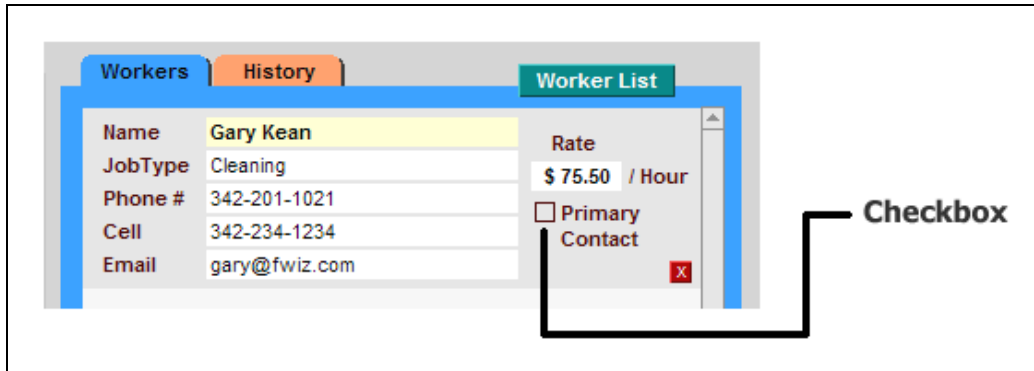 Workers History Worker List
Name Gary Kean
Rate
JobType Cleaning
$ 75.50 / Hour
Phone # 342-201-1021
Primary
Contact
Cell 342-234-1234
Email gary@fwiz.com
X
Checkbox